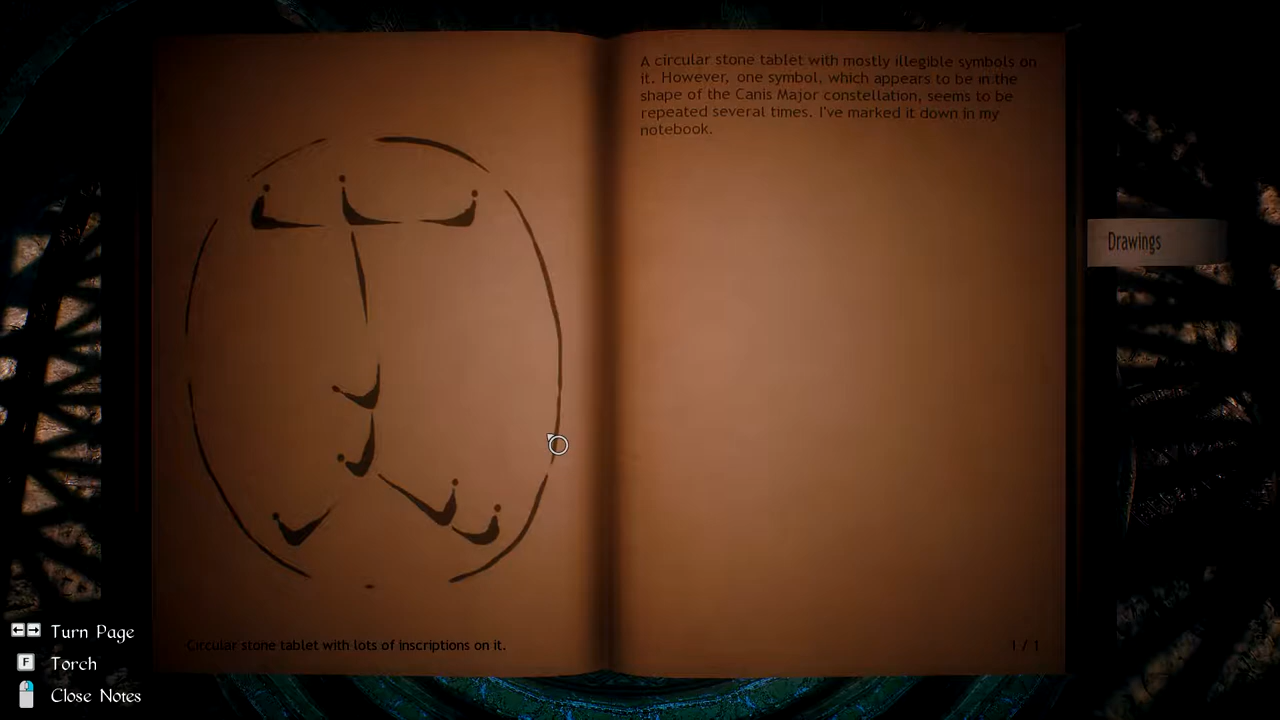 A circular stone tablet with mostly illegible symbols on
it. However, one symbol, which appears to be in the
shape of the Canis Major constellation, seems to be
repeated several times. I've marked it down in my
notebook.
Drawings
Circular stone tablet with lots of inscriptions on it.
1 / 1
Turn Page
F Torch
Close Notes